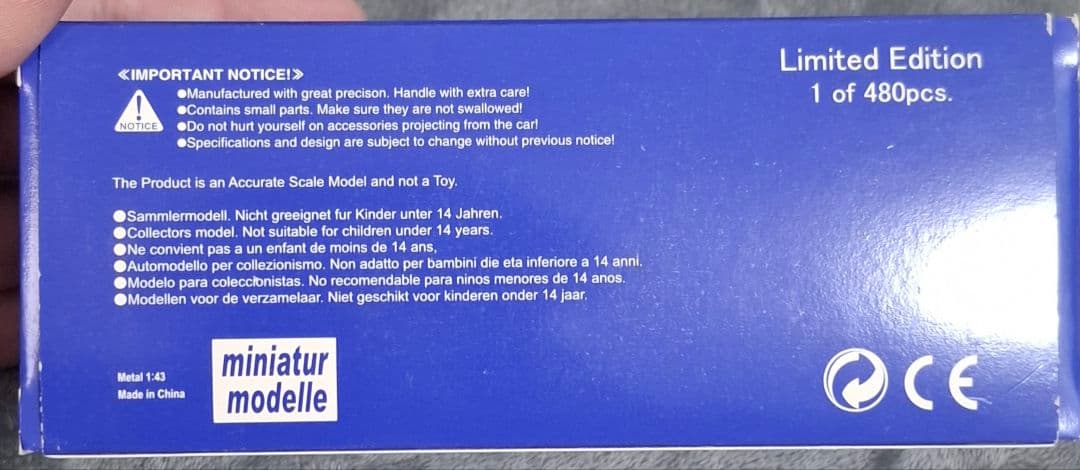 ≪IMPORTANT NOTICE!≫
NOTICE
●Manufactured with great precison. Handle with extra care!
●Contains small parts. Make sure they are not swallowed!
●Do not hurt yourself on accessories projecting from the car!
●Specifications and design are subject to change without previous notice!
Limited Edition
1 of 480pcs.
The Product is an Accurate Scale Model and not a Toy.
●Sammlermodell. Nicht greeignet fur Kinder unter 14 Jahren.
●Collectors model. Not suitable for children under 14 years.
●Ne convient pas a un enfant de moins de 14 ans,
●Automodello per collezionismo. Non adatto per bambini die eta inferiore a 14 anni.
●Modelo para coleccionistas. No recomendable para ninos menores de 14 anos.
●Modellen voor de verzamelaar. Niet geschikt voor kinderen onder 14 jaar.
Metal 1:43
Made in China
miniatur
modelle
CE